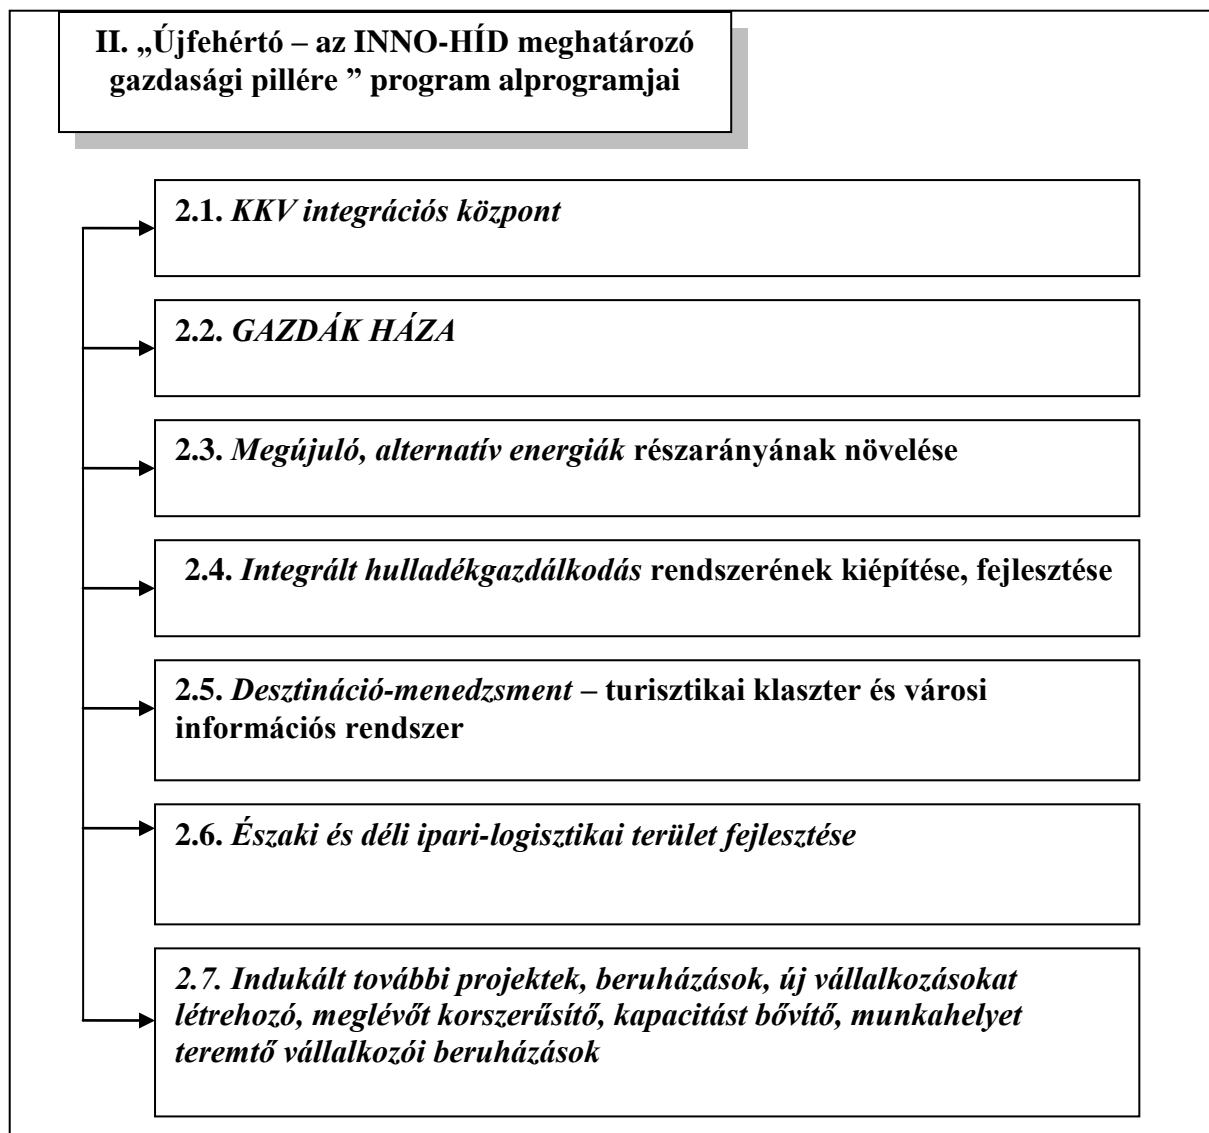 II. „Újfehértó – az INNO-HÍD meghatározó
gazdasági pillére ” program alprogramjai
2.1. KKV integrációs központ
2.2. GAZDÁK HÁZA
2.3. Megújuló, alternatív energiák részarányának növelése
2.4. Integrált hulladékgazdálkodás rendszerének kiépítése, fejlesztése
2.5. Desztináció-menedzsment – turisztikai klaszter és városi
információs rendszer
2.6. Északi és déli ipari-logisztikai terület fejlesztése
2.7. Indukált további projektek, beruházások, új vállalkozásokat
létrehozó, meglévőt korszerűsítő, kapacitást bővítő, munkahelyet
teremtő vállalkozói beruházások